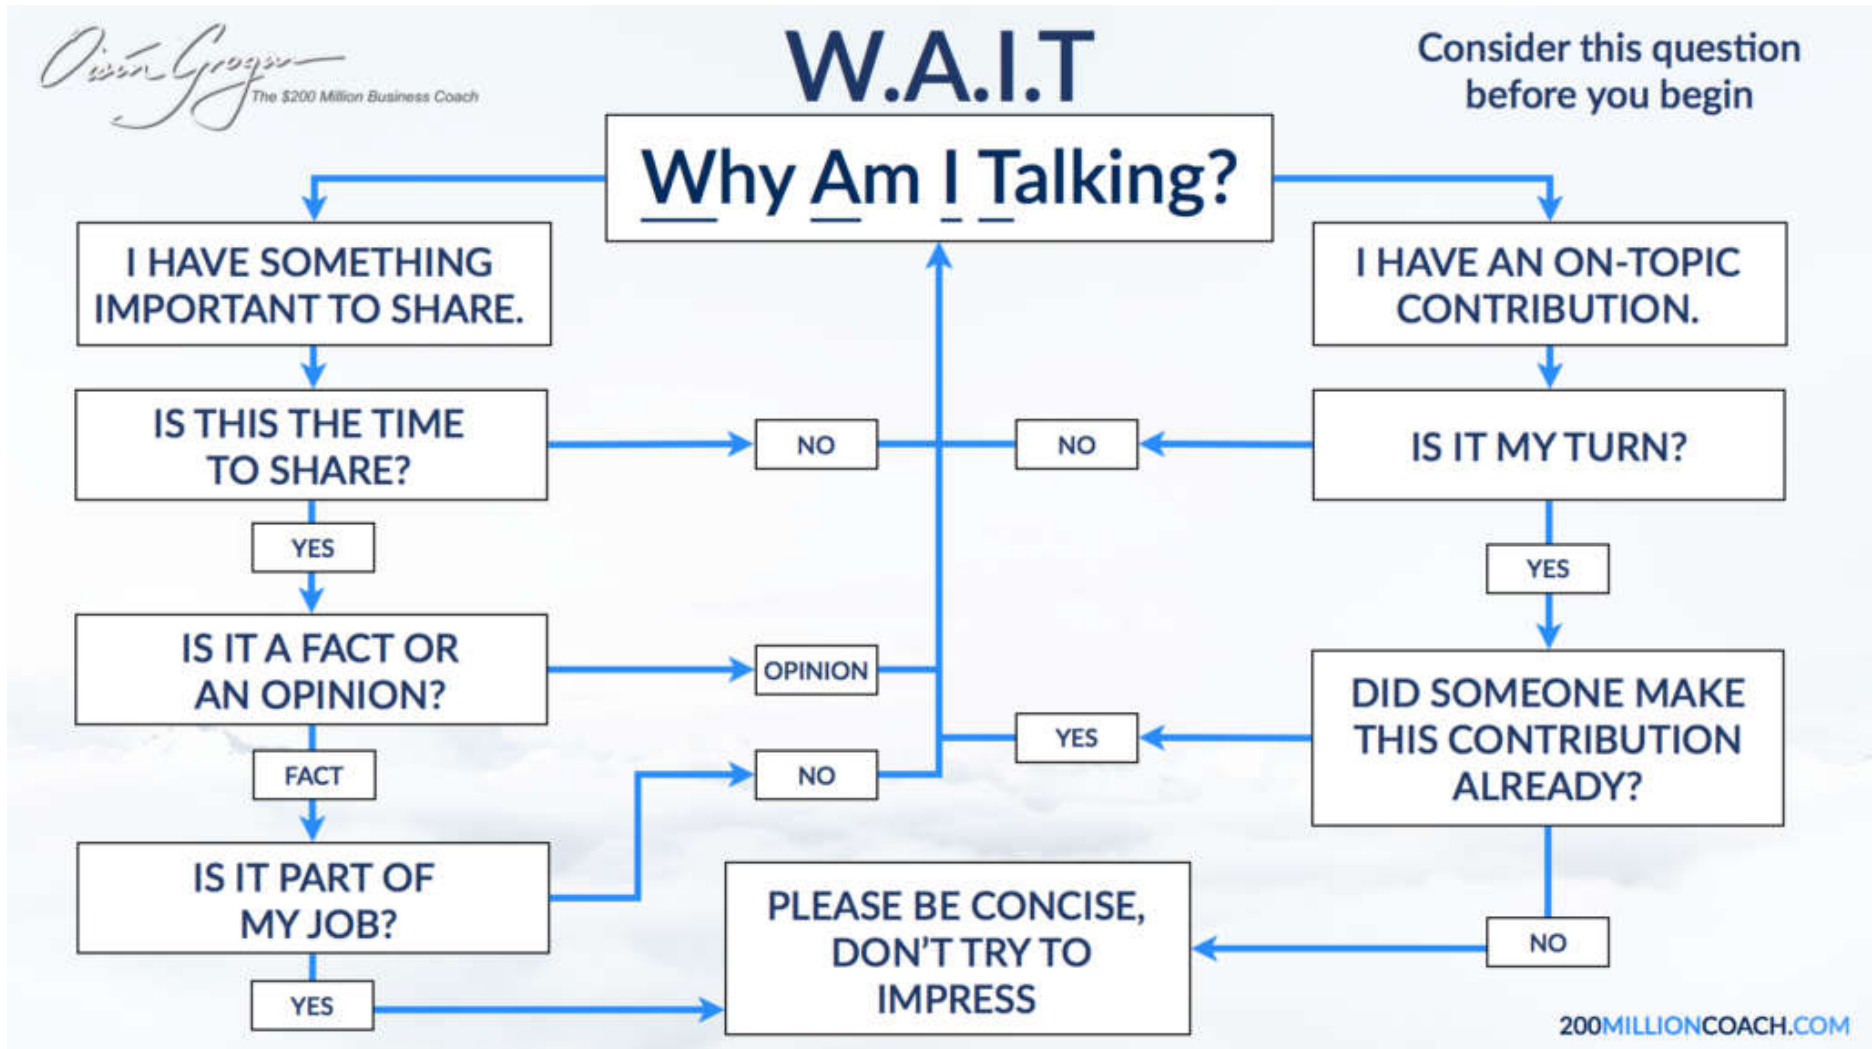 Oisín Grogan
The $200 Million Business Coach
W.A.I.T
Consider this question
before you begin
Why Am I Talking?
I HAVE SOMETHING
IMPORTANT TO SHARE.
I HAVE AN ON-TOPIC
CONTRIBUTION.
IS THIS THE TIME
TO SHARE?
NO
NO
IS IT MY TURN?
YES
YES
IS IT A FACT OR
AN OPINION?
OPINION
DID SOMEONE MAKE
THIS CONTRIBUTION
ALREADY?
YES
FACT
NO
IS IT PART OF
MY JOB?
PLEASE BE CONCISE,
DON'T TRY TO
IMPRESS
NO
YES
200MILLIONCOACH.COM